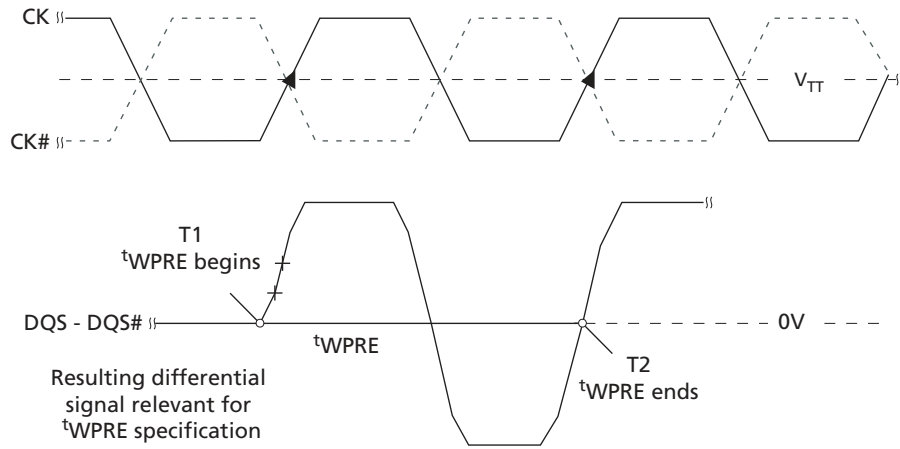 CK
V_TT
CK#
T1
ᵗWPRE begins
DQS - DQS#
0V
ᵗWPRE
T2
ᵗWPRE ends
Resulting differential
signal relevant for
ᵗWPRE specification